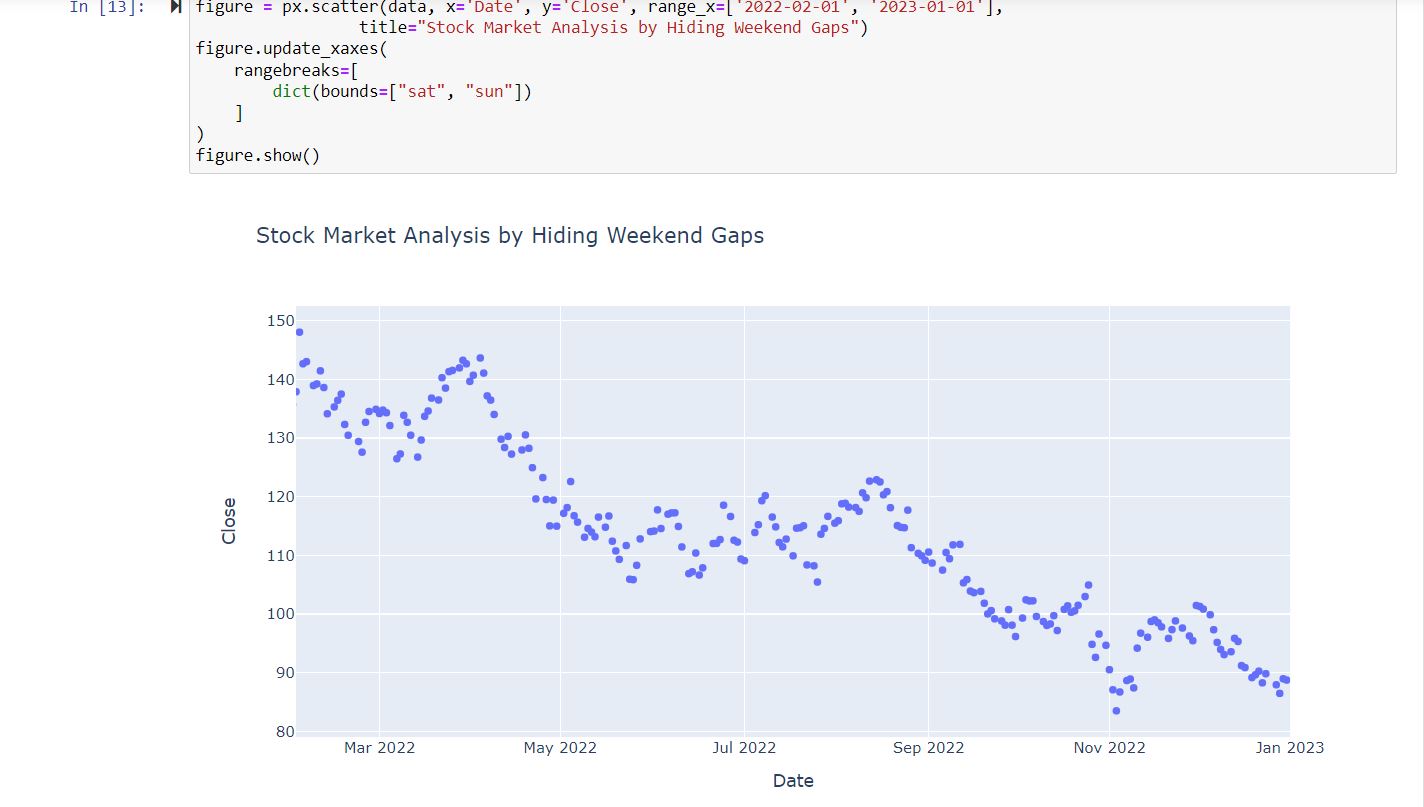 In [13]:
figure = px.scatter(data, x='Date', y='Close', range_x=['2022-02-01', '2023-01-01'],
title="Stock Market Analysis by Hiding Weekend Gaps")
figure.update_xaxes(
rangebreaks=[
dict(bounds=["sat", "sun"])
]
)
figure.show()
Stock Market Analysis by Hiding Weekend Gaps
150
140
130
120
110
100
90
80
Close
Mar 2022 May 2022 Jul 2022 Sep 2022 Nov 2022 Jan 2023
Date